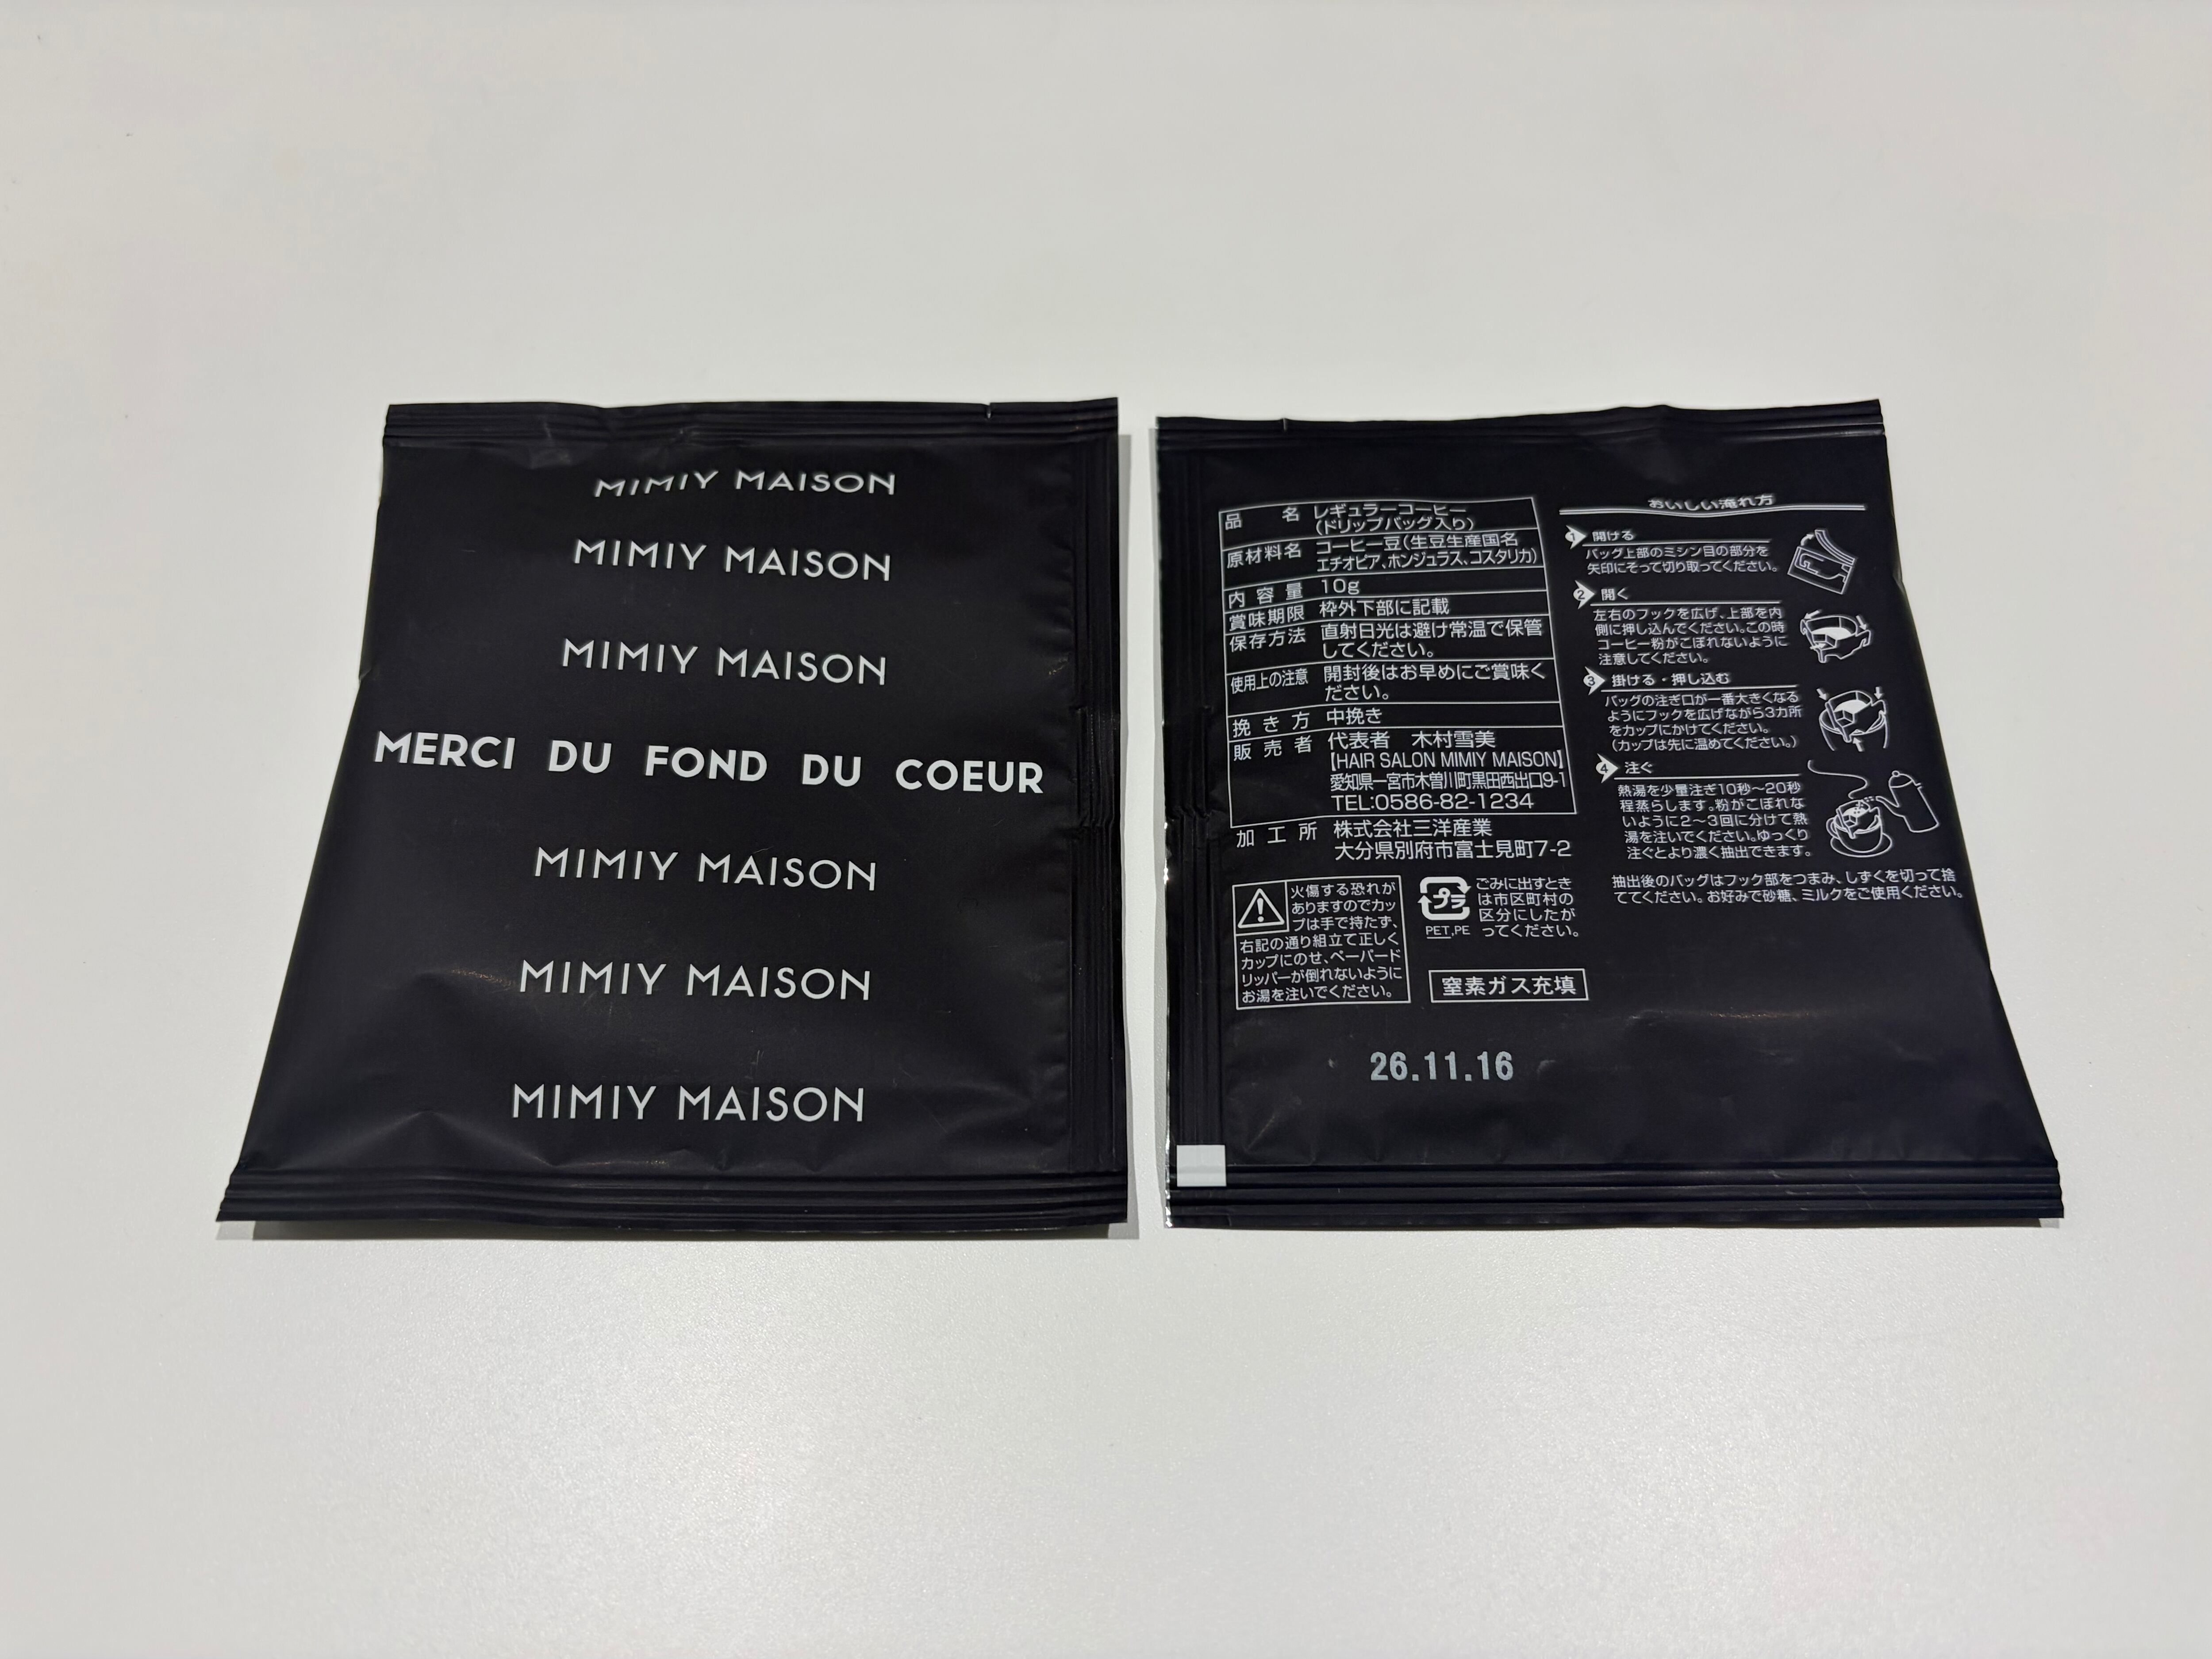 MIMIY MAISON
MIMIY MAISON
MIMIY MAISON
MERCI DU FOND DU COEUR
MIMIY MAISON
MIMIY MAISON
MIMIY MAISON
品名 レギュラーコーヒー
(ドリップバッグ入り)
原材料名 コーヒー豆(生豆生産国名
エチオピア、ホンジュラス、コスタリカ)
内容量 10g
賞味期限 枠外下部に記載
保存方法 直射日光は避け常温で保管
してください。
使用上の注意 開封後はお早めにご賞味く
ださい。
挽き方 中挽き
販売者 代表者 木村雪美
【HAIR SALON MIMIY MAISON】
愛知県一宮市木曽川町黒田西出口9-1
TEL:0586-82-1234
加工所 株式会社三洋産業
大分県別府市富士見町7-2
火傷する恐れが
ありますのでカッ
プは手で持たず、
右記の通り組立て正しく
カップにのせ、ペーパード
リッパーが倒れないように
お湯を注いでください。
プラ
PET,PE
ごみに出すとき
は市区町村の
区分にしたが
ってください。
窒素ガス充填
26.11.16
おいしい淹れ方
1 開ける
バッグ上部のミシン目の部分を
矢印にそって切り取ってください。
2 開く
左右のフックを広げ、上部を内
側に押し込んでください。この時
コーヒー粉がこぼれないように
注意してください。
3 掛ける・押し込む
バッグの注ぎ口が一番大きくなる
ようにフックを広げながら3カ所
をカップにかけてください。
(カップは先に温めてください。)
4 注ぐ
熱湯を少量注ぎ10秒〜20秒
程蒸らします。粉がこぼれな
いように2〜3回に分けて熱
湯を注いでください。ゆっくり
注ぐとより濃く抽出できます。
抽出後のバッグはフック部をつまみ、しずくを切って捨
ててください。お好みで砂糖、ミルクをご使用ください。